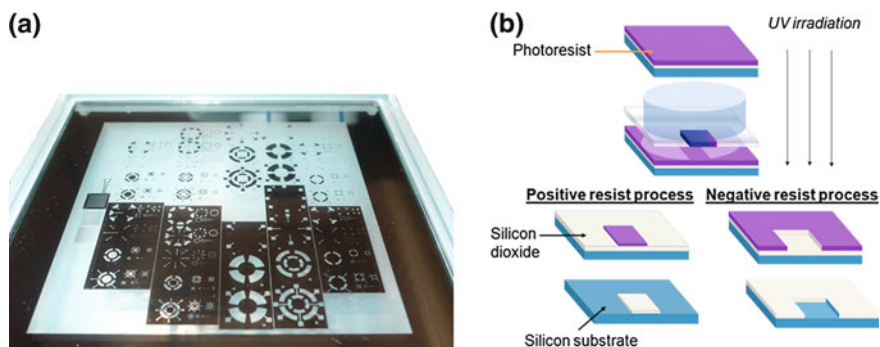 (a)
(b)
UV irradiation
Photoresist
Positive resist process
Negative resist process
Silicon
dioxide
Silicon substrate